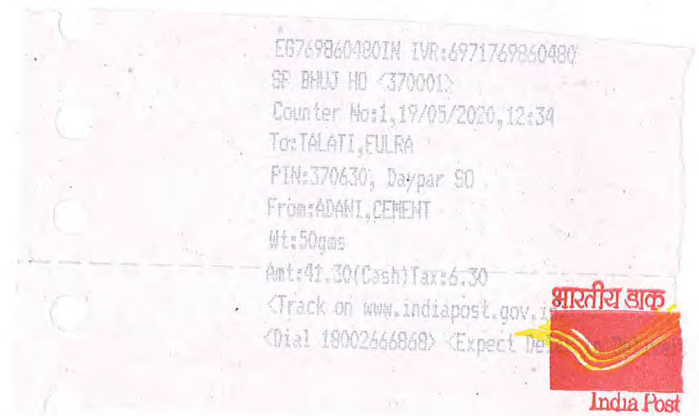 EG769860480IN IVR:6971769860480
SP BHUJ HO <370001>
Counter No:1,19/05/2020,12:34
To:TALATI,FULRA
PIN:370630, Daypar SO
From:ADANI,CEMENT
Wt:50gms
Amt:41.30(Cash)Tax:6.30
<Track on www.indiapost.gov.
<Dial 18002666868> <Expect
भारतीय डाक
India Post